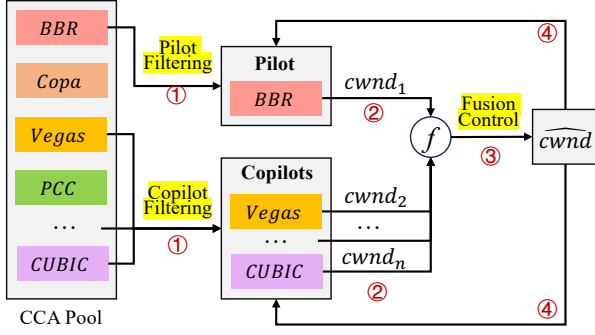 BBR
Copa
Vegas
PCC
...
CUBIC
CCA Pool
Pilot
Filtering
①
Copilot
Filtering
①
Pilot
BBR
Copilots
Vegas
...
CUBIC
cwnd₁
②
cwnd₂
...
cwndₙ
②
f
Fusion
Control
③
④
\widehat{cwnd}
④